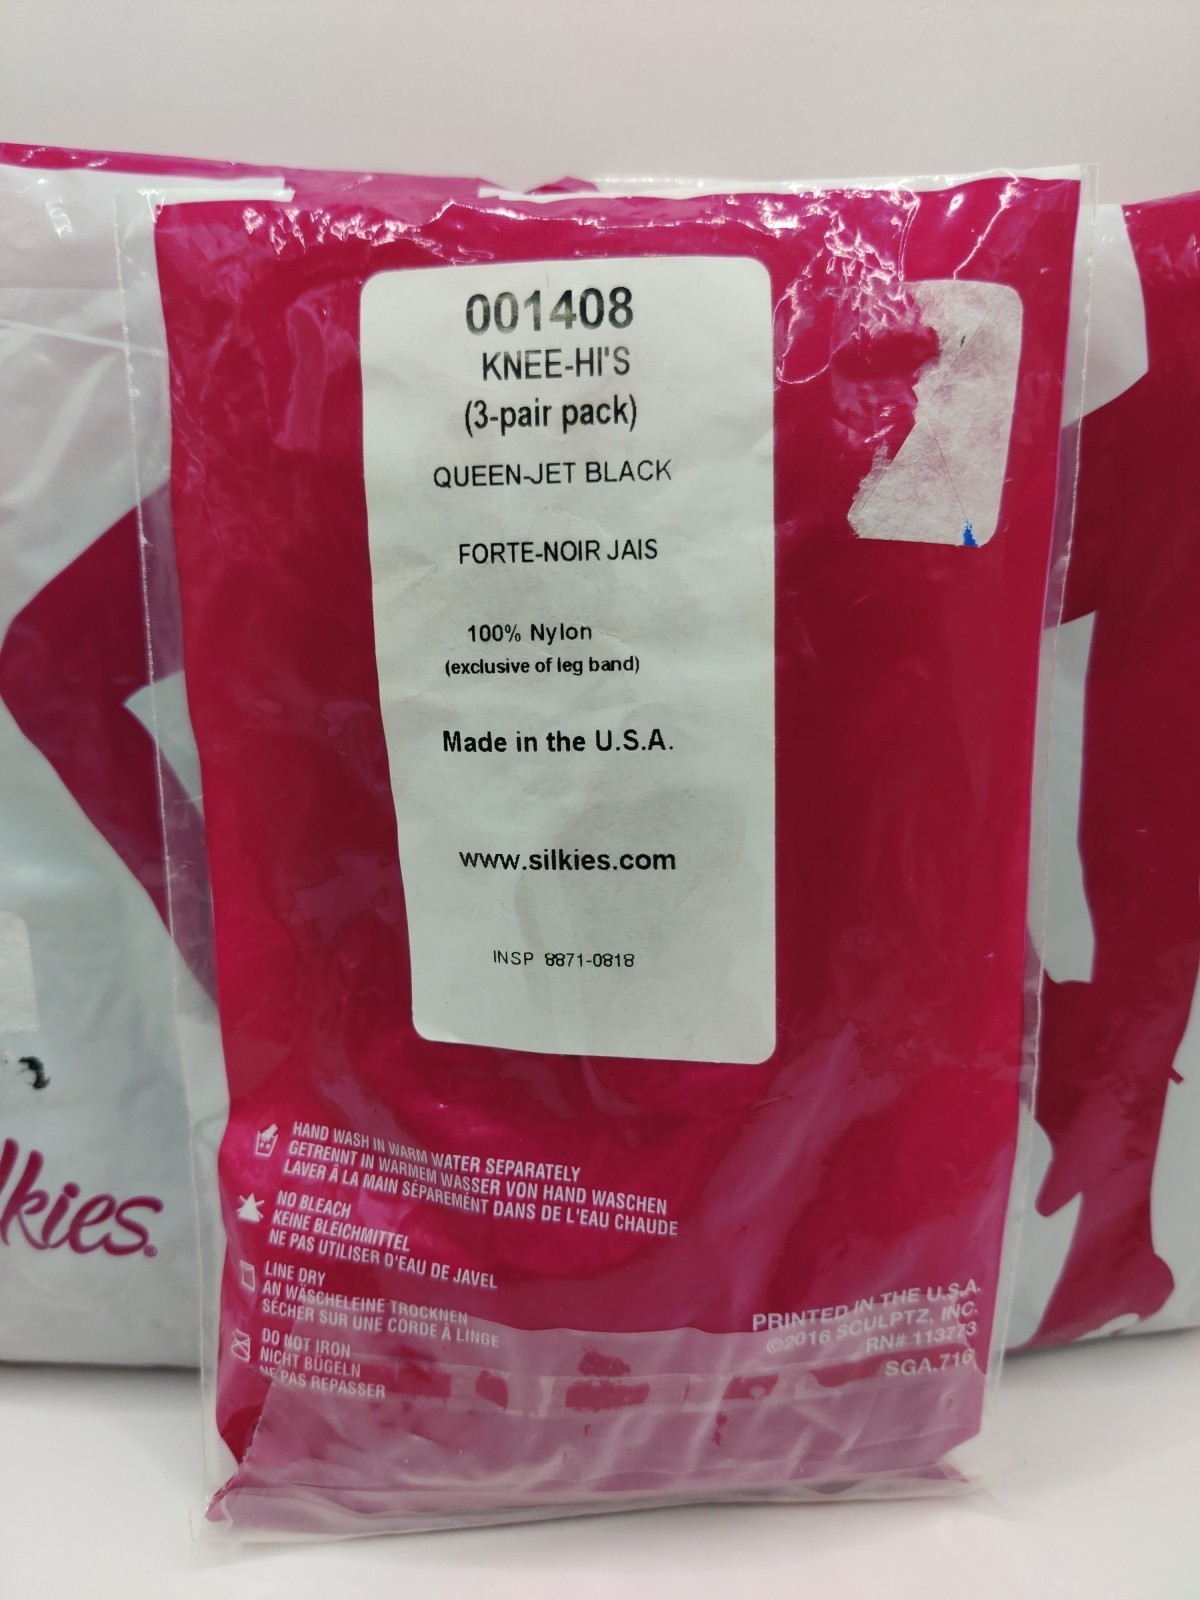 001408
KNEE-HI'S
(3-pair pack)
QUEEN-JET BLACK
FORTE-NOIR JAIS
100% Nylon
(exclusive of leg band)
Made in the U.S.A.
www.silkies.com
INSP 8871-0818
HAND WASH IN WARM WATER SEPARATELY
GETRENNT IN WARMEM WASSER VON HAND WASCHEN
LAVER À LA MAIN SÉPARÉMENT DANS DE L'EAU CHAUDE
NO BLEACH
KEINE BLEICHMITTEL
NE PAS UTILISER D'EAU DE JAVEL
LINE DRY
AN WÄSCHELEINE TROCKNEN
SÉCHER SUR UNE CORDE À LINGE
DO NOT IRON
NICHT BÜGELN
NE PAS REPASSER
PRINTED IN THE U.S.A.
©2016 SCULPTZ, INC.
RN# 113773
SGA.716
lkies®